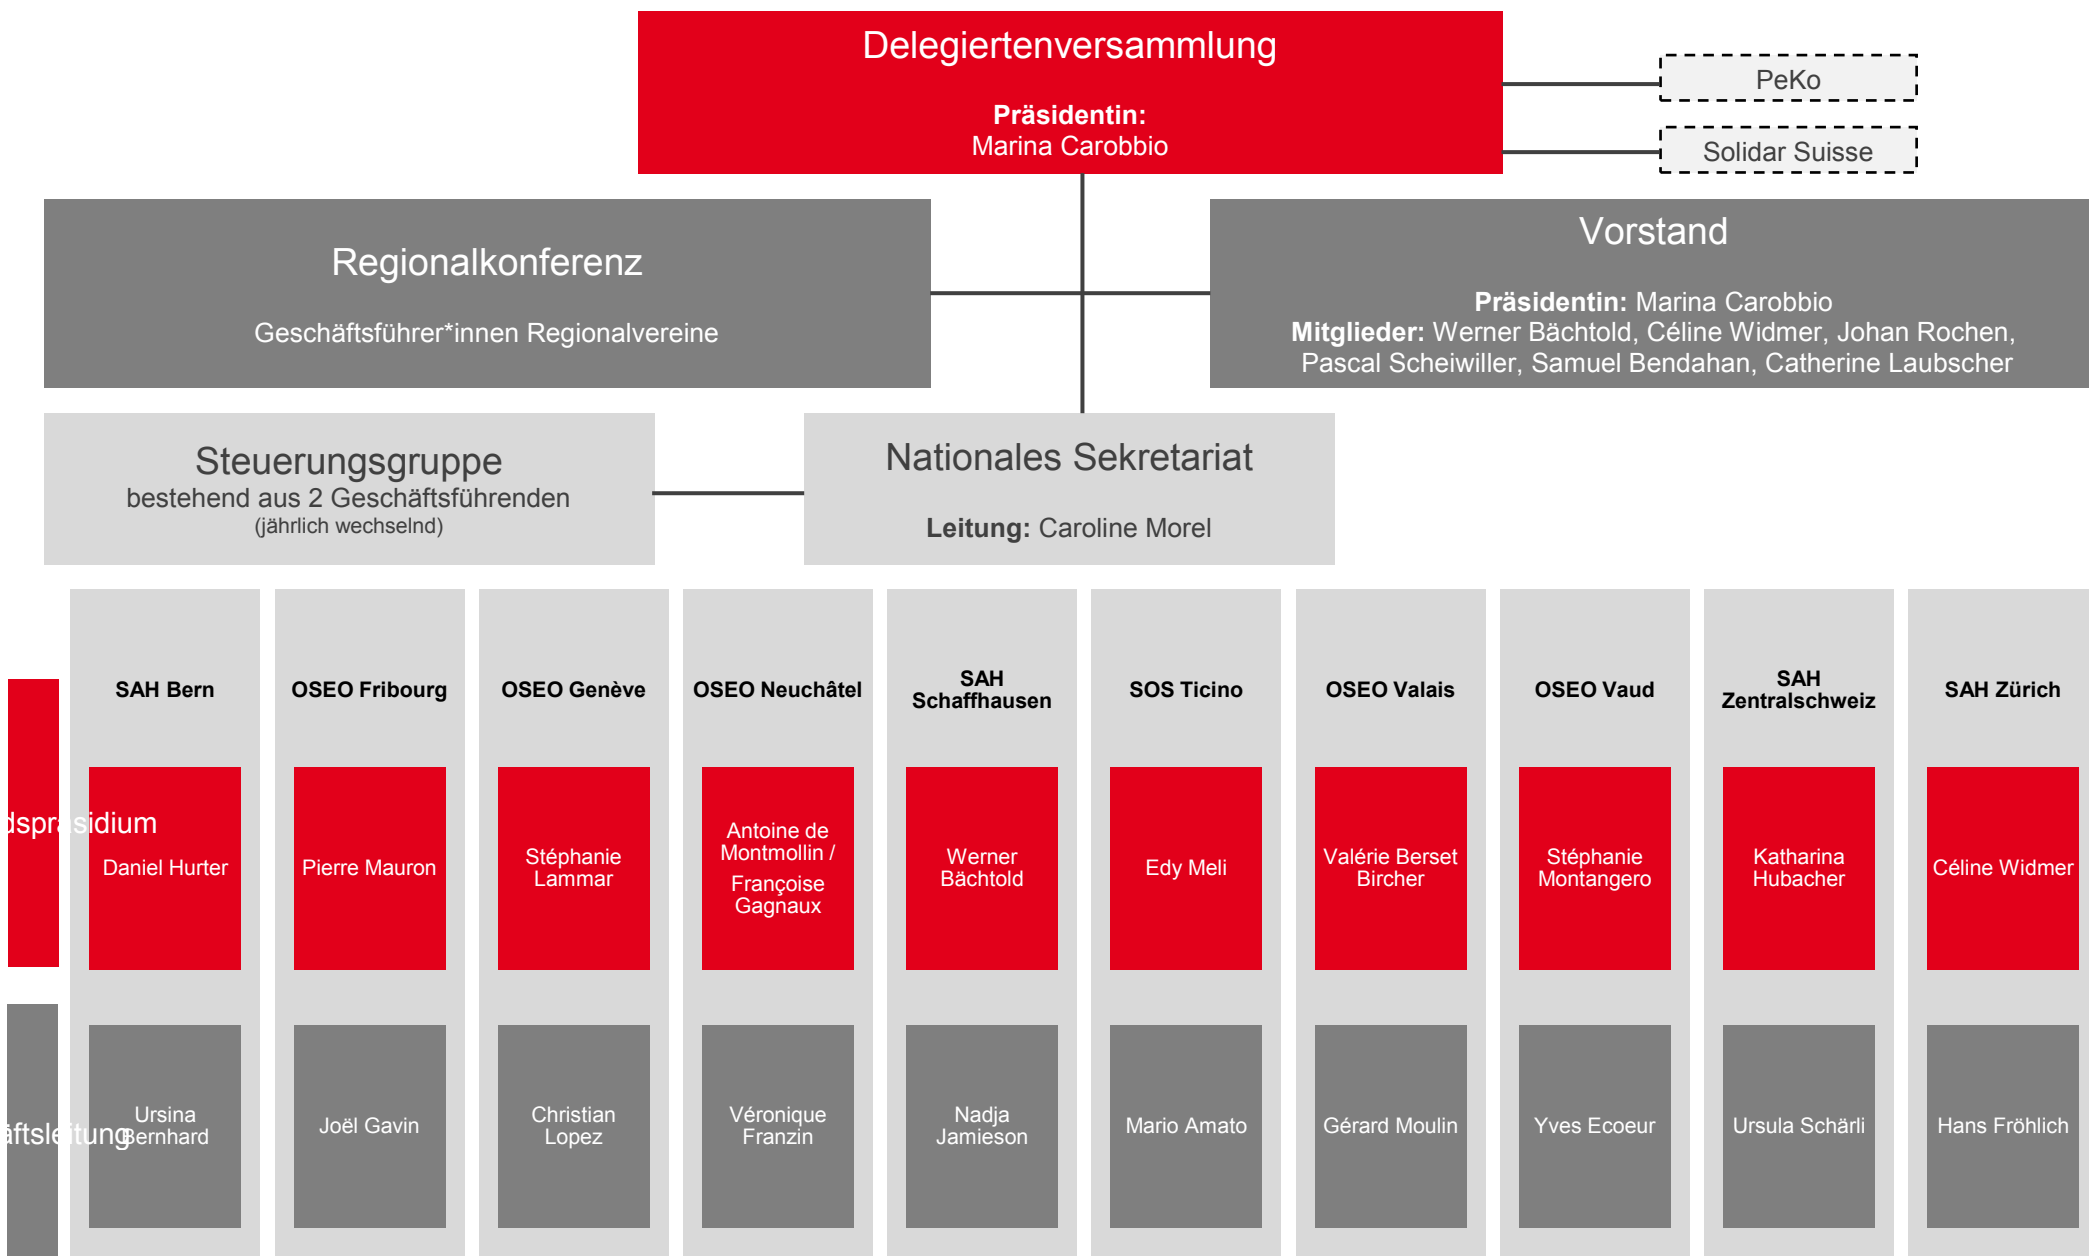 Delegiertenversammlung
Präsidentin:
Marina Carobbio
PeKo
Solidar Suisse
Regionalkonferenz
Geschäftsführer*innen Regionalvereine
Vorstand
Präsidentin: Marina Carobbio
Mitglieder: Werner Bächtold, Céline Widmer, Johan Rochen,
Pascal Scheiwiller, Samuel Bendahan, Catherine Laubscher
Steuerungsgruppe
bestehend aus 2 Geschäftsführenden
(jährlich wechselnd)
Nationales Sekretariat
Leitung: Caroline Morel
SAH Bern
OSEO Fribourg
OSEO Genève
OSEO Neuchâtel
SAH
Schaffhausen
SOS Ticino
OSEO Valais
OSEO Vaud
SAH
Zentralschweiz
SAH Zürich
dspräsidium
Daniel Hurter
Pierre Mauron
Stéphanie
Lammar
Antoine de
Montmollin /
Françoise
Gagnaux
Werner
Bächtold
Edy Meli
Valérie Berset
Bircher
Stéphanie
Montangero
Katharina
Hubacher
Céline Widmer
äftsleitung
Ursina
Bernhard
Joël Gavin
Christian
Lopez
Véronique
Franzin
Nadja
Jamieson
Mario Amato
Gérard Moulin
Yves Ecoeur
Ursula Schärli
Hans Fröhlich